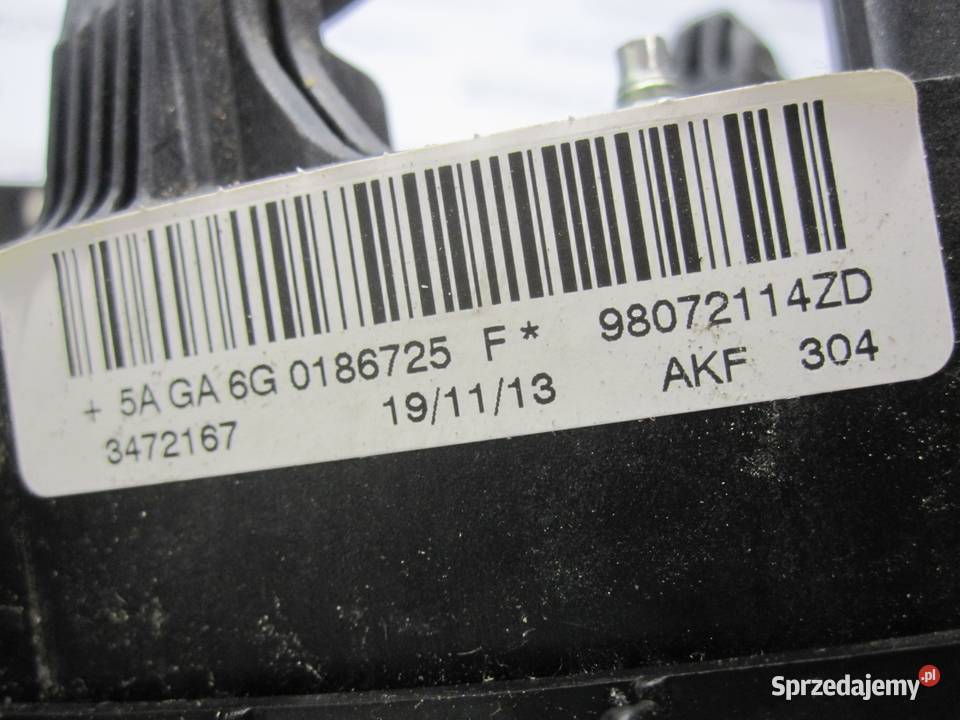 + 5A GA 6G 0186725 F* 98072114ZD
3472167 19/11/13 AKF 304
Sprzedajemy.pl